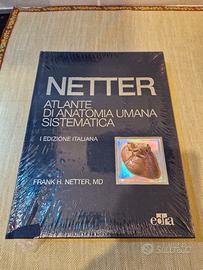 NETTER
ATLANTE
DI ANATOMIA UMANA
SISTEMATICA
I EDIZIONE ITALIANA
FRANK H. NETTER, MD
edra